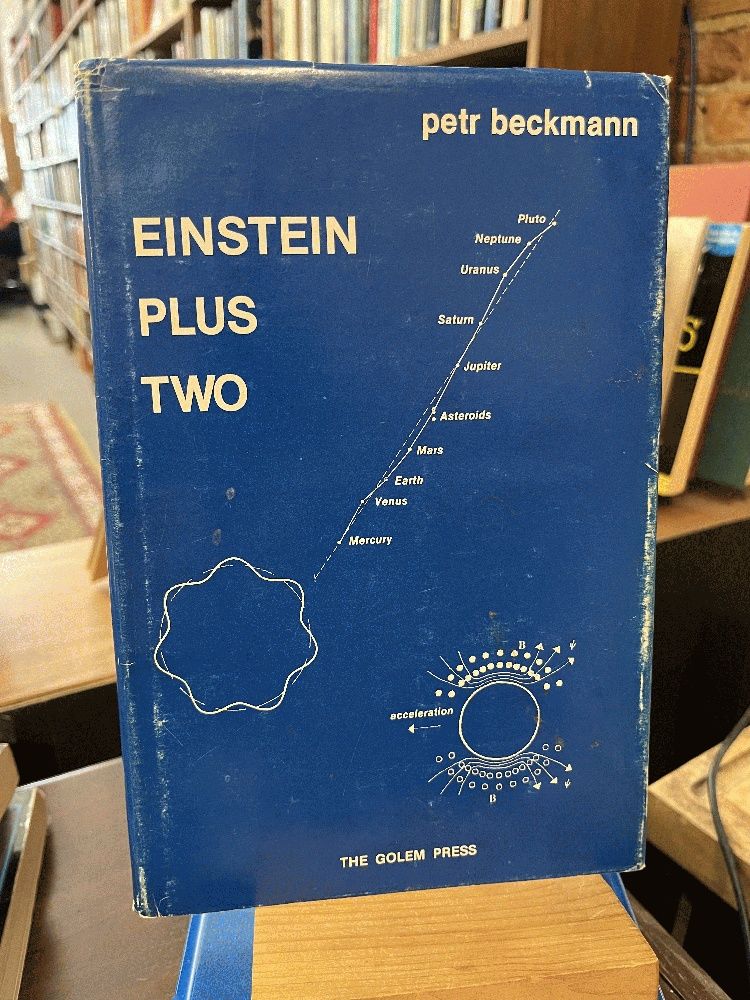 petr beckmann
EINSTEIN
PLUS
TWO
Pluto
Neptune
Uranus
Saturn
Jupiter
Asteroids
Mars
Earth
Venus
Mercury
B
ψ
acceleration
B
ψ
THE GOLEM PRESS